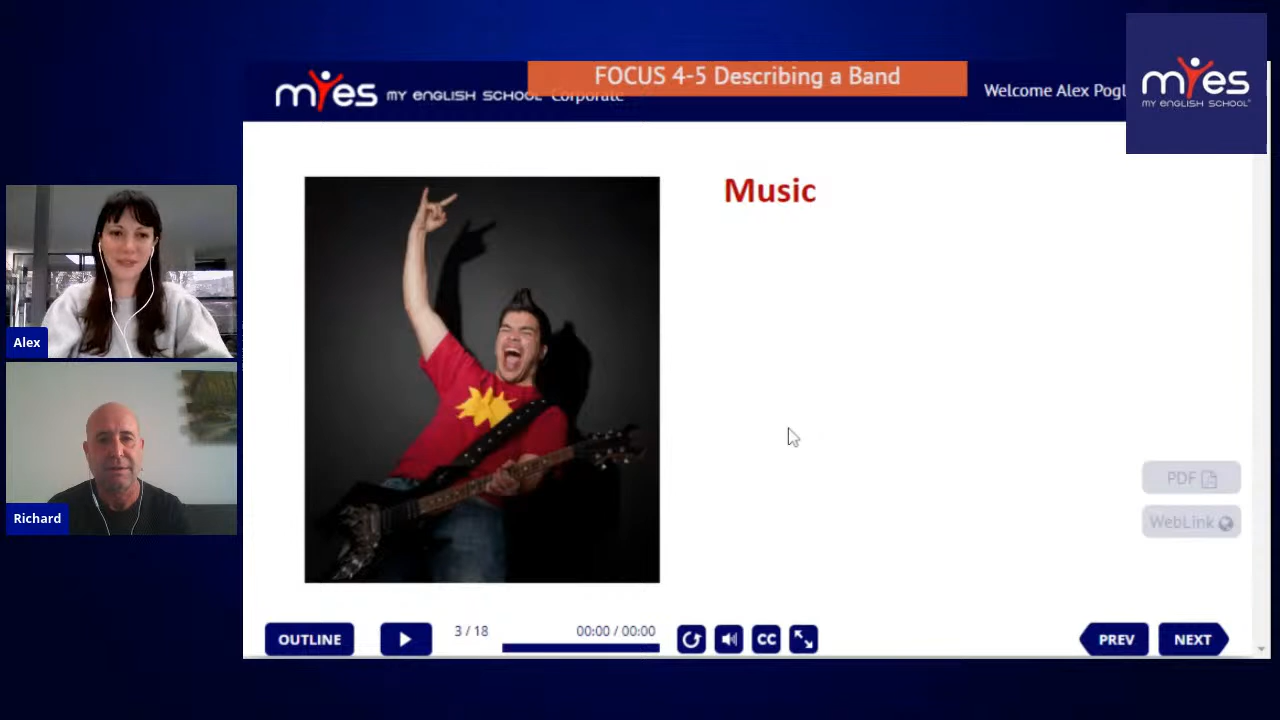 FOCUS 4-5 Describing a Band
myes MY ENGLISH SCHOOL Corporate
Welcome Alex Pogl
myes
MY ENGLISH SCHOOL
Music
Alex
Richard
PDF
WebLink
OUTLINE
3 / 18
00:00 / 00:00
CC
PREV
NEXT